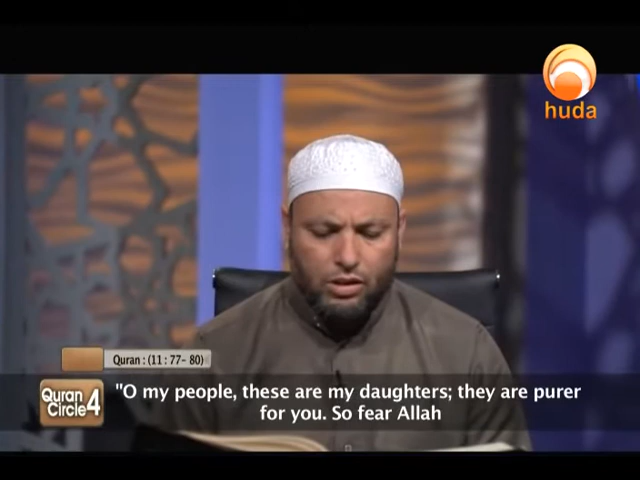 huda
Quran : (11 : 77- 80)
Quran
Circle 4
"O my people, these are my daughters; they are purer
for you. So fear Allah